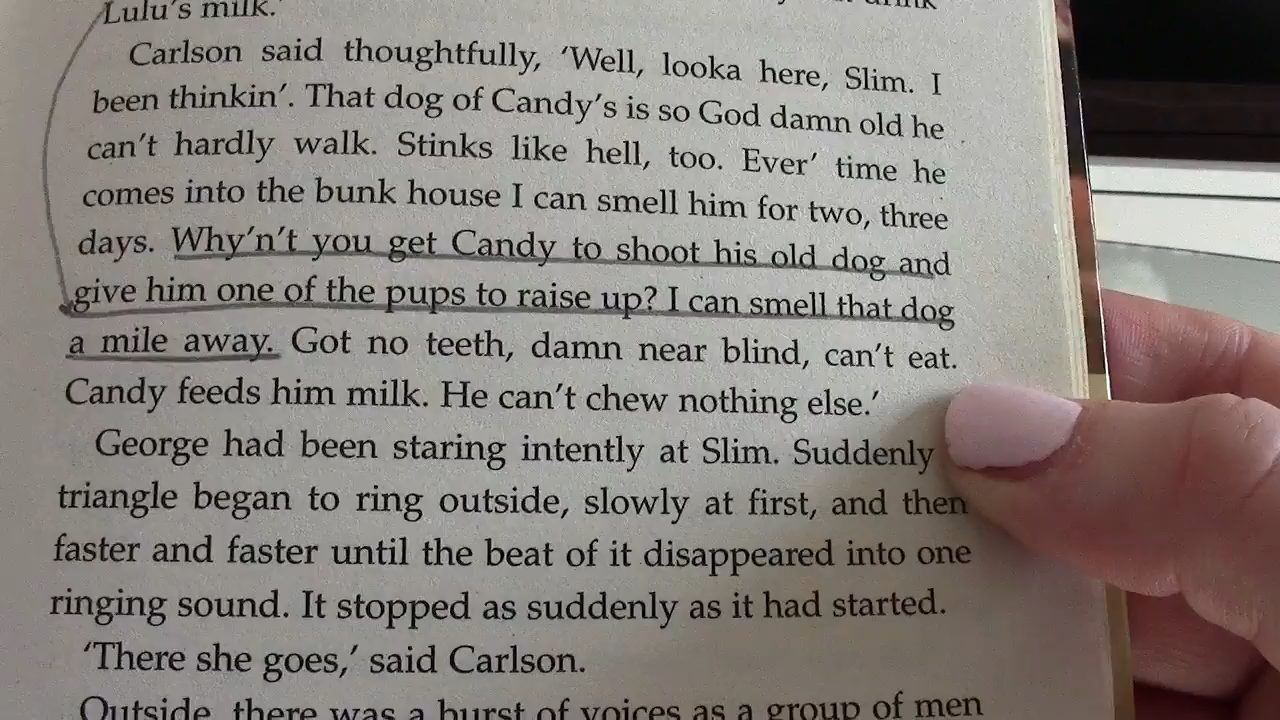 Lulu's milk.'
Carlson said thoughtfully, 'Well, looka here, Slim. I
been thinkin'. That dog of Candy's is so God damn old he
can't hardly walk. Stinks like hell, too. Ever' time he
comes into the bunk house I can smell him for two, three
days. Why'n't you get Candy to shoot his old dog and
give him one of the pups to raise up? I can smell that dog
a mile away. Got no teeth, damn near blind, can't eat.
Candy feeds him milk. He can't chew nothing else.'
George had been staring intently at Slim. Suddenly
triangle began to ring outside, slowly at first, and then
faster and faster until the beat of it disappeared into one
ringing sound. It stopped as suddenly as it had started.
'There she goes,' said Carlson.
Outside, there was a burst of voices as a group of men